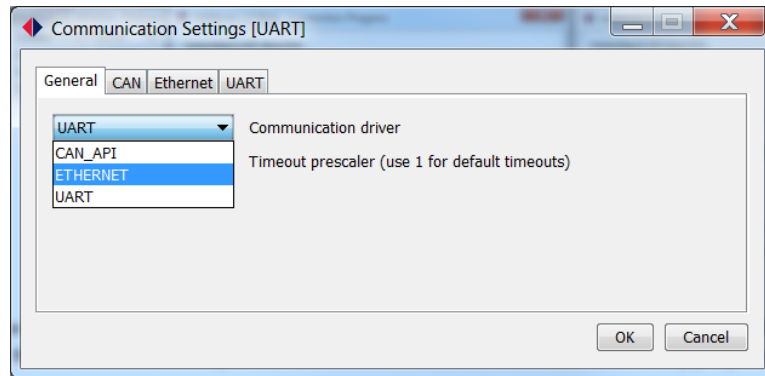 Communication Settings [UART]
General CAN Ethernet UART
UART Communication driver
CAN_API
ETHERNET Timeout prescaler (use 1 for default timeouts)
UART
OK Cancel